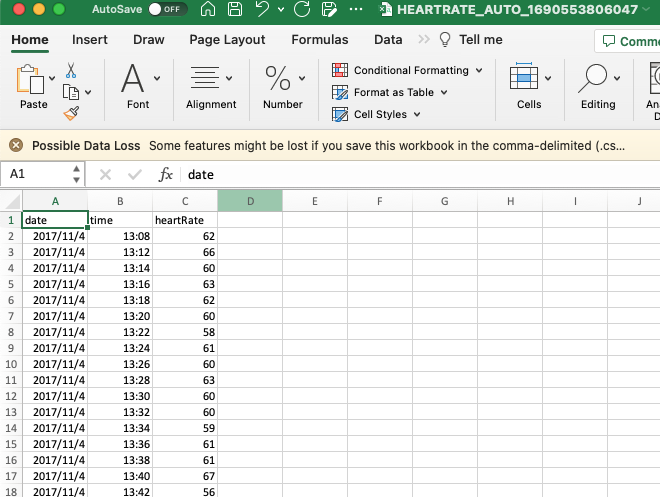 AutoSave OFF HEARTRATE_AUTO_1690553806047
Home Insert Draw Page Layout Formulas Data Tell me Comme
Conditional Formatting
Format as Table
Cell Styles
Paste Font Alignment Number Cells Editing An
D
Possible Data Loss Some features might be lost if you save this workbook in the comma-delimited (.cs...
A1 fx date
A B C D E F G H I J
1 date time heartRate
2 2017/11/4 13:08 62
3 2017/11/4 13:12 66
4 2017/11/4 13:14 60
5 2017/11/4 13:16 63
6 2017/11/4 13:18 62
7 2017/11/4 13:20 60
8 2017/11/4 13:22 58
9 2017/11/4 13:24 61
10 2017/11/4 13:26 60
11 2017/11/4 13:28 63
12 2017/11/4 13:30 60
13 2017/11/4 13:32 60
14 2017/11/4 13:34 59
15 2017/11/4 13:36 61
16 2017/11/4 13:38 61
17 2017/11/4 13:40 67
18 2017/11/4 13:42 56